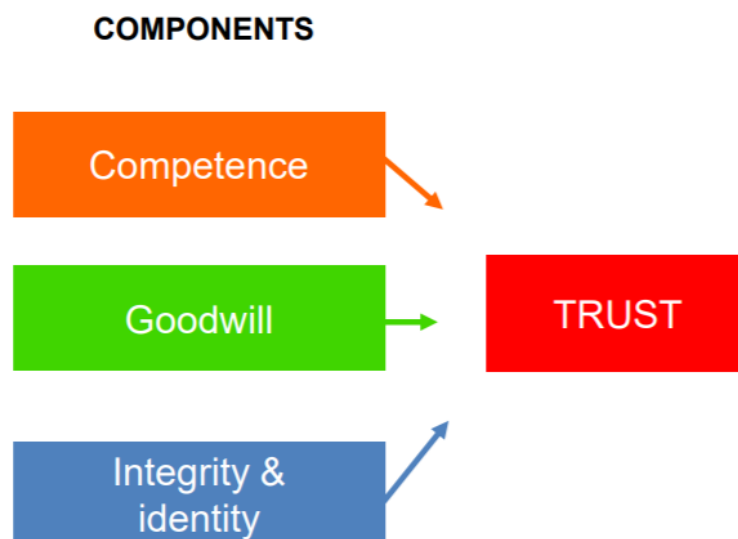 COMPONENTS
Competence
Goodwill
TRUST
Integrity &
identity